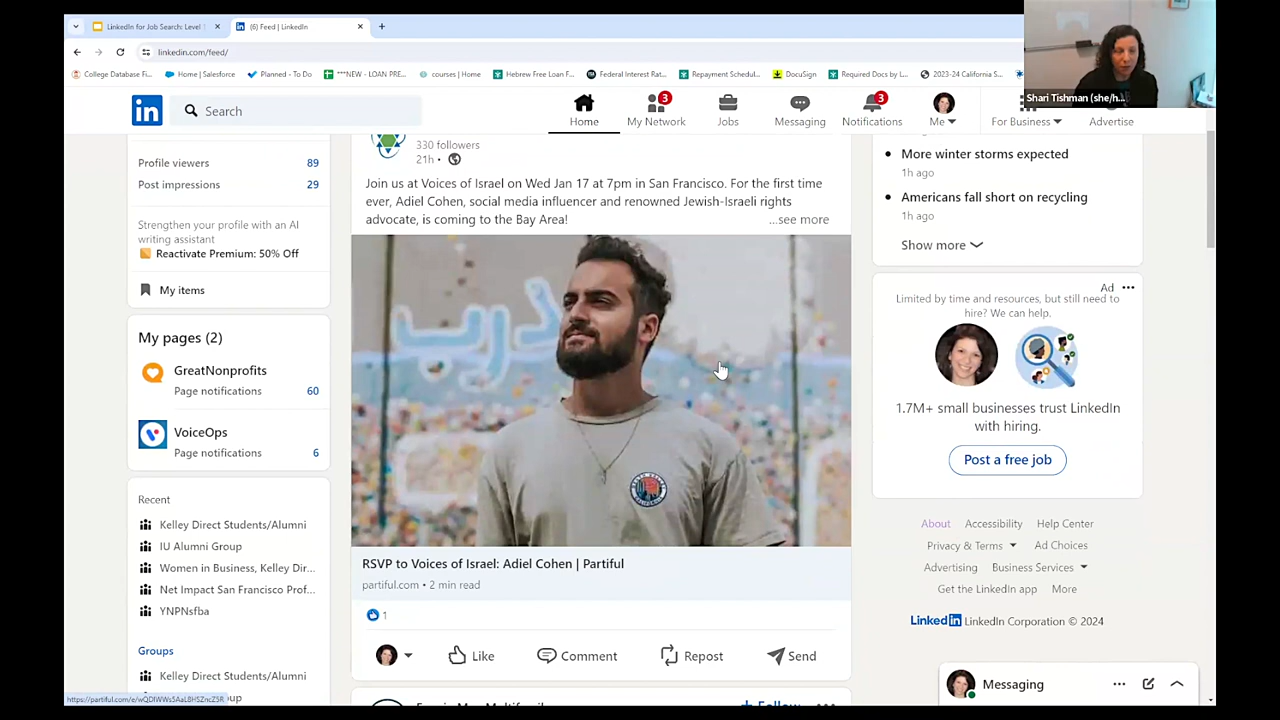 LinkedIn for Job Search: Level
(6) Feed | LinkedIn
linkedin.com/feed/
College Database Fi...
Home | Salesforce
Planned - To Do
***NEW - LOAN PRE...
courses | Home
Hebrew Free Loan F...
Federal Interest Rat...
Repayment Schedul...
DocuSign
Required Docs by L...
2023-24 California S...
Shari Tishman (she/h...
in
Search
Home
3
My Network
Jobs
Messaging
3
Notifications
Me
For Business
Advertise
Profile viewers 89
Post impressions 29
Strengthen your profile with an AI
writing assistant
Reactivate Premium: 50% Off
My items
My pages (2)
GreatNonprofits
Page notifications 60
VoiceOps
Page notifications 6
Recent
Kelley Direct Students/Alumni
IU Alumni Group
Women in Business, Kelley Dir...
Net Impact San Francisco Prof...
YNPNsfba
Groups
Kelley Direct Students/Alumni
https://partiful.com/e/
330 followers
21h •
Join us at Voices of Israel on Wed Jan 17 at 7pm in San Francisco. For the first time
ever, Adiel Cohen, social media influencer and renowned Jewish-Israeli rights
advocate, is coming to the Bay Area!
...see more
RSVP to Voices of Israel: Adiel Cohen | Partiful
partiful.com • 2 min read
1
Like
Comment
Repost
Send
More winter storms expected
1h ago
Americans fall short on recycling
1h ago
Show more
Ad
Limited by time and resources, but still need to
hire? We can help.
1.7M+ small businesses trust LinkedIn
with hiring.
Post a free job
About Accessibility Help Center
Privacy & Terms Ad Choices
Advertising Business Services
Get the LinkedIn app More
LinkedIn LinkedIn Corporation © 2024
Messaging